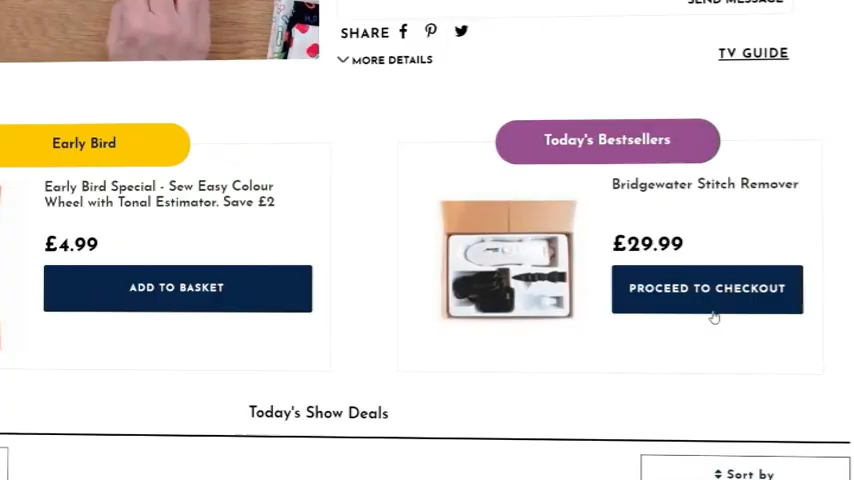 SEND MESSAGE
SHARE
MORE DETAILS
TV GUIDE
Early Bird
Today's Bestsellers
Early Bird Special - Sew Easy Colour
Wheel with Tonal Estimator. Save £2
£4.99
ADD TO BASKET
Bridgewater Stitch Remover
£29.99
PROCEED TO CHECKOUT
Today's Show Deals
Sort by